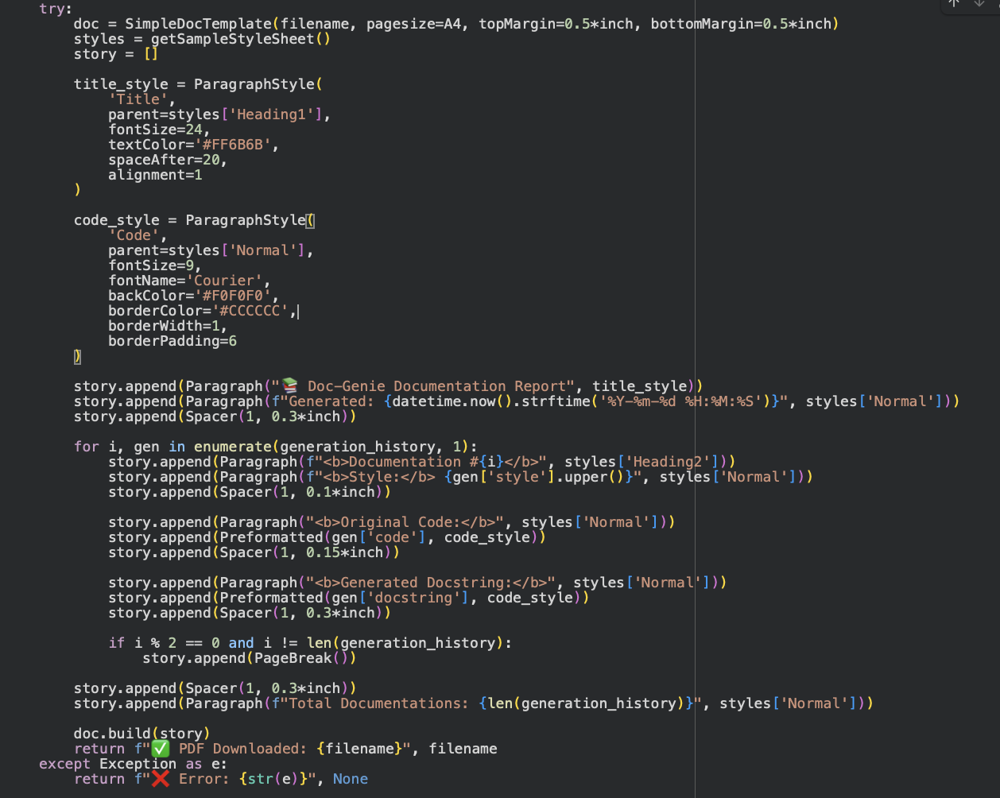 try:
    doc = SimpleDocTemplate(filename, pagesize=A4, topMargin=0.5*inch, bottomMargin=0.5*inch)
    styles = getSampleStyleSheet()
    story = []

    title_style = ParagraphStyle(
        'Title',
        parent=styles['Heading1'],
        fontSize=24,
        textColor='#FF6B6B',
        spaceAfter=20,
        alignment=1
    )

    code_style = ParagraphStyle(
        'Code',
        parent=styles['Normal'],
        fontSize=9,
        fontName='Courier',
        backColor='#F0F0F0',
        borderColor='#CCCCCC',
        borderWidth=1,
        borderPadding=6
    )

    story.append(Paragraph("📚 Doc-Genie Documentation Report", title_style))
    story.append(Paragraph(f"Generated: {datetime.now().strftime('%Y-%m-%d %H:%M:%S')}", styles['Normal']))
    story.append(Spacer(1, 0.3*inch))

    for i, gen in enumerate(generation_history, 1):
        story.append(Paragraph(f"<b>Documentation #{i}</b>", styles['Heading2']))
        story.append(Paragraph(f"<b>Style:</b> {gen['style'].upper()}", styles['Normal']))
        story.append(Spacer(1, 0.1*inch))

        story.append(Paragraph("<b>Original Code:</b>", styles['Normal']))
        story.append(Preformatted(gen['code'], code_style))
        story.append(Spacer(1, 0.15*inch))

        story.append(Paragraph("<b>Generated Docstring:</b>", styles['Normal']))
        story.append(Preformatted(gen['docstring'], code_style))
        story.append(Spacer(1, 0.3*inch))

        if i % 2 == 0 and i != len(generation_history):
            story.append(PageBreak())

    story.append(Spacer(1, 0.3*inch))
    story.append(Paragraph(f"Total Documentations: {len(generation_history)}", styles['Normal']))

    doc.build(story)
    return f"✅ PDF Downloaded: {filename}", filename
except Exception as e:
    return f"❌ Error: {str(e)}", None